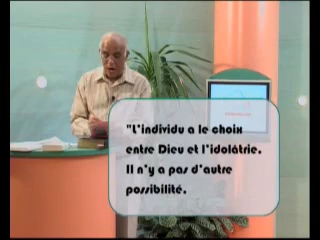 "L'individu a le choix
entre Dieu et l'idolâtrie.
Il n'y a pas d'autre
possibilité.